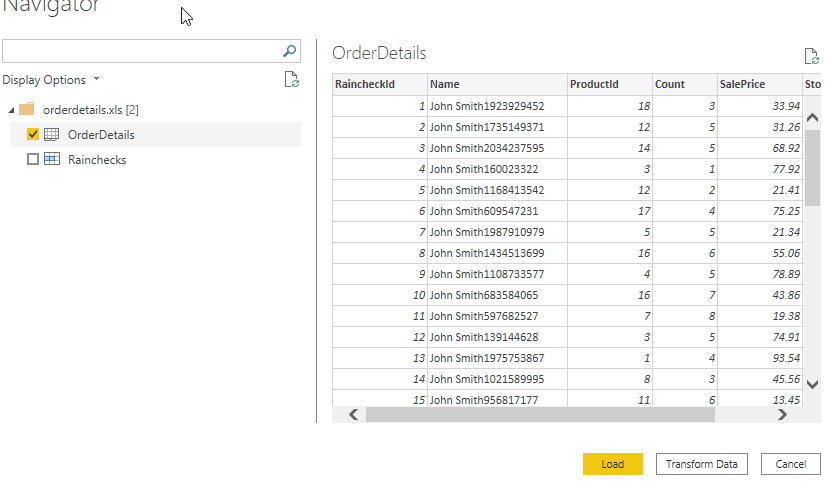 Navigator
Display Options
orderdetails.xls [2]
OrderDetails
Rainchecks
OrderDetails
RaincheckId Name ProductId Count SalePrice Sto
1 John Smith1923929452 18 3 33.94
2 John Smith1735149371 12 5 31.26
3 John Smith2034237595 14 5 68.92
4 John Smith160023322 3 1 77.92
5 John Smith1168413542 12 2 21.41
6 John Smith609547231 17 4 75.25
7 John Smith1987910979 5 5 21.34
8 John Smith1434513699 16 6 55.06
9 John Smith1108733577 4 5 78.89
10 John Smith683584065 16 7 43.86
11 John Smith597682527 7 8 19.38
12 John Smith139144628 3 5 74.91
13 John Smith1975753867 1 4 93.54
14 John Smith1021589995 8 3 45.56
15 John Smith956817177 11 6 13.45
Load Transform Data Cancel